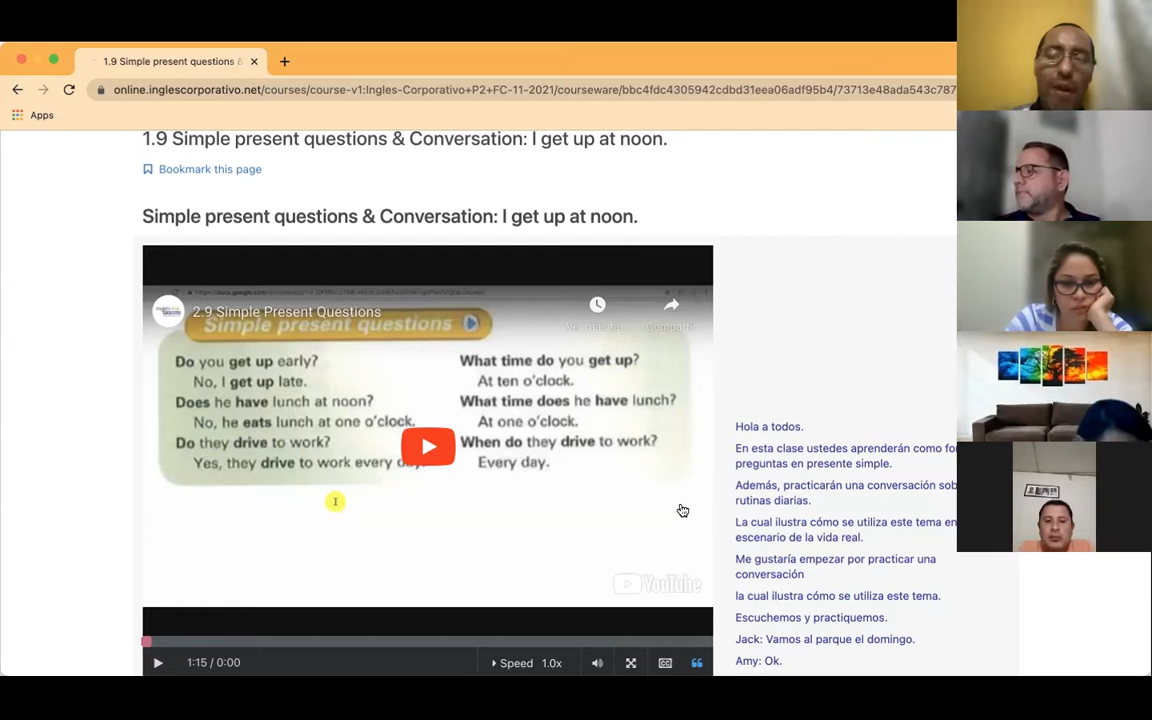 1.9 Simple present questions &
online.inglescorporativo.net/courses/course-v1:Ingles-Corporativo+P2+FC-11-2021/courseware/bbc4fdc4305942cdbd31eea06adf95b4/73713e48ada543c787
Apps
1.9 Simple present questions & Conversation: I get up at noon.
Bookmark this page
Simple present questions & Conversation: I get up at noon.
2.9 Simple Present Questions
Simple present questions
Do you get up early?
No, I get up late.
Does he have lunch at noon?
No, he eats lunch at one o'clock.
Do they drive to work?
Yes, they drive to work every
What time do you get up?
At ten o'clock.
What time does he have lunch?
At one o'clock.
When do they drive to work?
Every day.
YouTube
1:15 / 0:00
Speed 1.0x
Hola a todos.
En esta clase ustedes aprenderán como for
preguntas en presente simple.
Además, practicarán una conversación sob
rutinas diarias.
La cual ilustra cómo se utiliza este tema en
escenario de la vida real.
Me gustaría empezar por practicar una
conversación
la cual ilustra cómo se utiliza este tema.
Escuchemos y practiquemos.
Jack: Vamos al parque el domingo.
Amy: Ok.